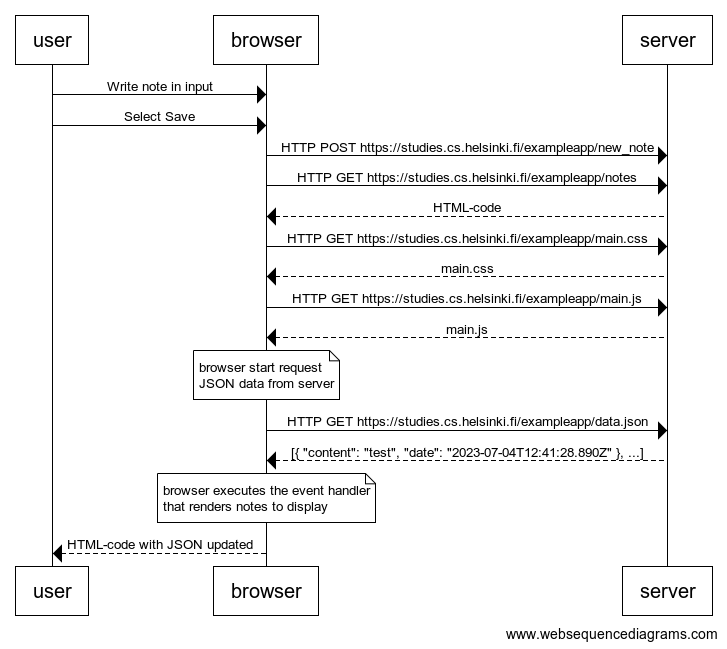 user browser server
Write note in input
Select Save
HTTP POST https://studies.cs.helsinki.fi/exampleapp/new_note
HTTP GET https://studies.cs.helsinki.fi/exampleapp/notes
HTML-code
HTTP GET https://studies.cs.helsinki.fi/exampleapp/main.css
main.css
HTTP GET https://studies.cs.helsinki.fi/exampleapp/main.js
main.js
browser start request
JSON data from server
HTTP GET https://studies.cs.helsinki.fi/exampleapp/data.json
[{ "content": "test", "date": "2023-07-04T12:41:28.890Z" }, ...]
browser executes the event handler
that renders notes to display
HTML-code with JSON updated
user browser server
www.websequencediagrams.com